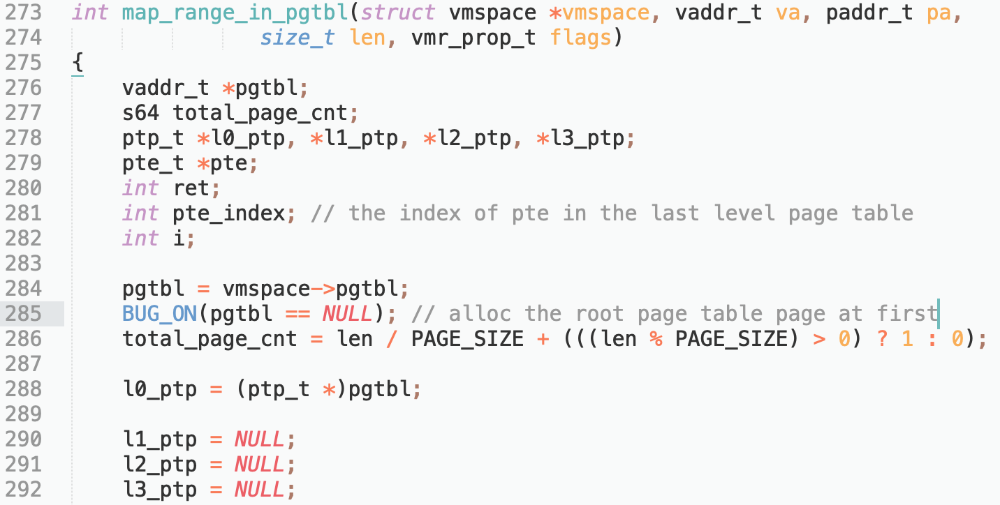 273 int map_range_in_pgtbl(struct vmspace *vmspace, vaddr_t va, paddr_t pa,
274 size_t len, vmr_prop_t flags)
275 {
276 vaddr_t *pgtbl;
277 s64 total_page_cnt;
278 ptp_t *l0_ptp, *l1_ptp, *l2_ptp, *l3_ptp;
279 pte_t *pte;
280 int ret;
281 int pte_index; // the index of pte in the last level page table
282 int i;
283
284 pgtbl = vmspace->pgtbl;
285 BUG_ON(pgtbl == NULL); // alloc the root page table page at first
286 total_page_cnt = len / PAGE_SIZE + (((len % PAGE_SIZE) > 0) ? 1 : 0);
287
288 l0_ptp = (ptp_t *)pgtbl;
289
290 l1_ptp = NULL;
291 l2_ptp = NULL;
292 l3_ptp = NULL;